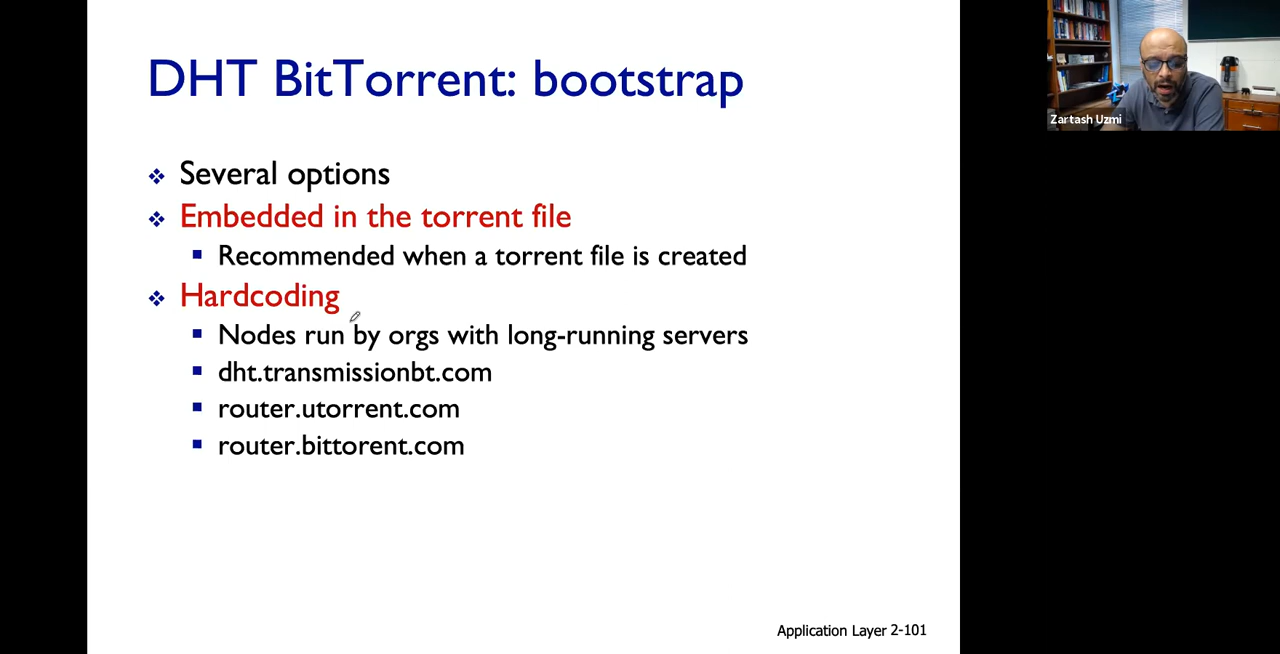 DHT BitTorrent: bootstrap
Several options
Embedded in the torrent file
Recommended when a torrent file is created
Hardcoding
Nodes run by orgs with long-running servers
dht.transmissionbt.com
router.utorrent.com
router.bittorent.com
Application Layer 2-101
Zartash Uzmi